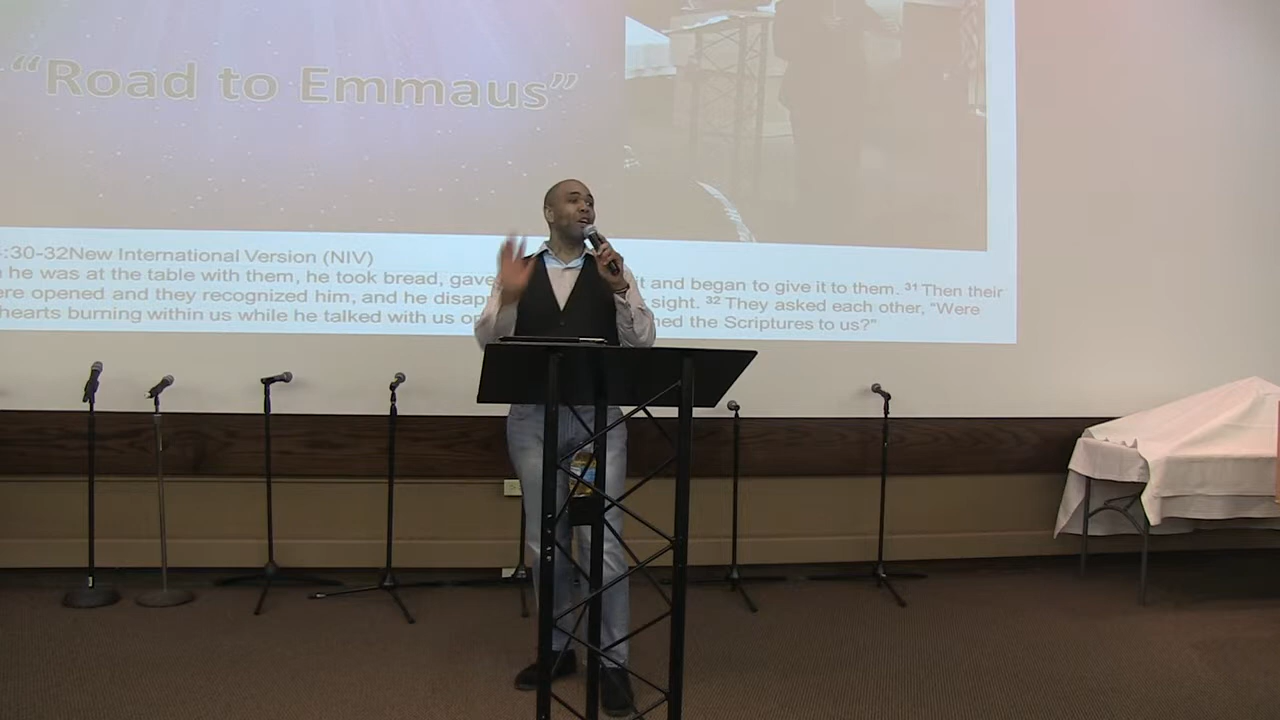 “Road to Emmaus”
:30-32New International Version (NIV)
he was at the table with them, he took bread, gave it and began to give it to them. ³¹ Then their
ere opened and they recognized him, and he disapp sight. ³² They asked each other, “Were
hearts burning within us while he talked with us op ned the Scriptures to us?”